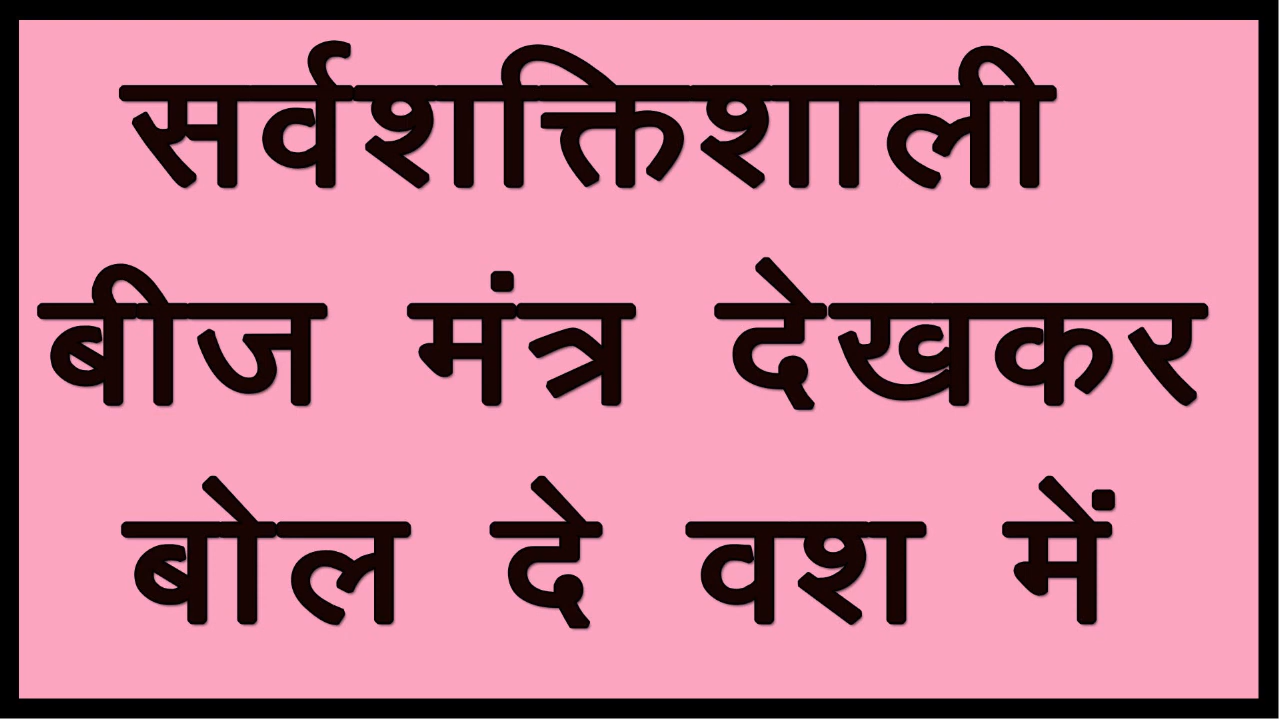 सर्वशक्तिशाली
बीज मंत्र देखकर
बोल दे वश में